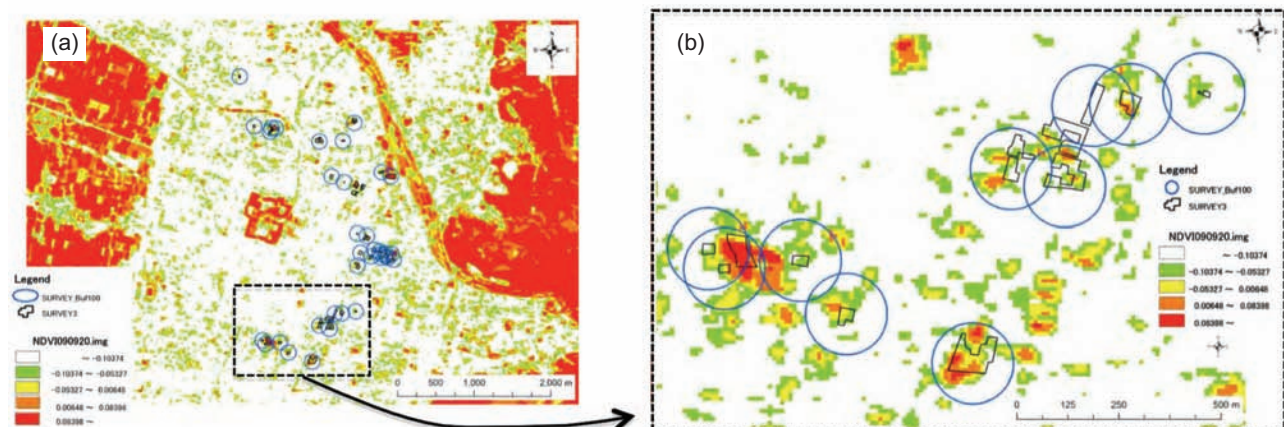 (a)
Legend
SURVEY_Buf100
SURVEY3
NDVI090920.img
～ -0.10374
-0.10374～ -0.05327
-0.05327～ 0.00648
0.00648 ～ 0.08398
0.08398 ～
0 500 1,000 2,000 m
(b)
Legend
SURVEY_Buf100
SURVEY3
NDVI090920.img
～ -0.10374
-0.10374～ -0.05327
-0.05327～ 0.00648
0.00648 ～ 0.08398
0.08398 ～
0 125 250 500 m